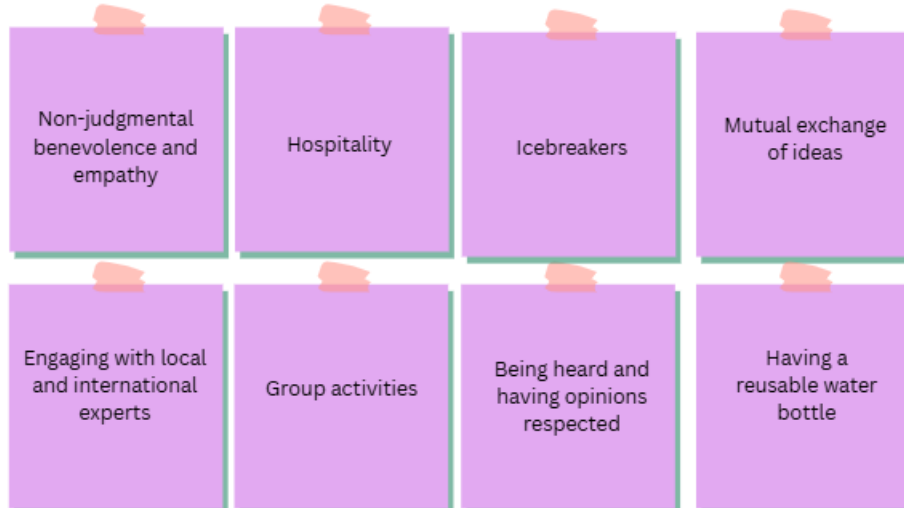 Non-judgmental
benevolence and
empathy
Hospitality
Icebreakers
Mutual exchange
of ideas
Engaging with local
and international
experts
Group activities
Being heard and
having opinions
respected
Having a
reusable water
bottle